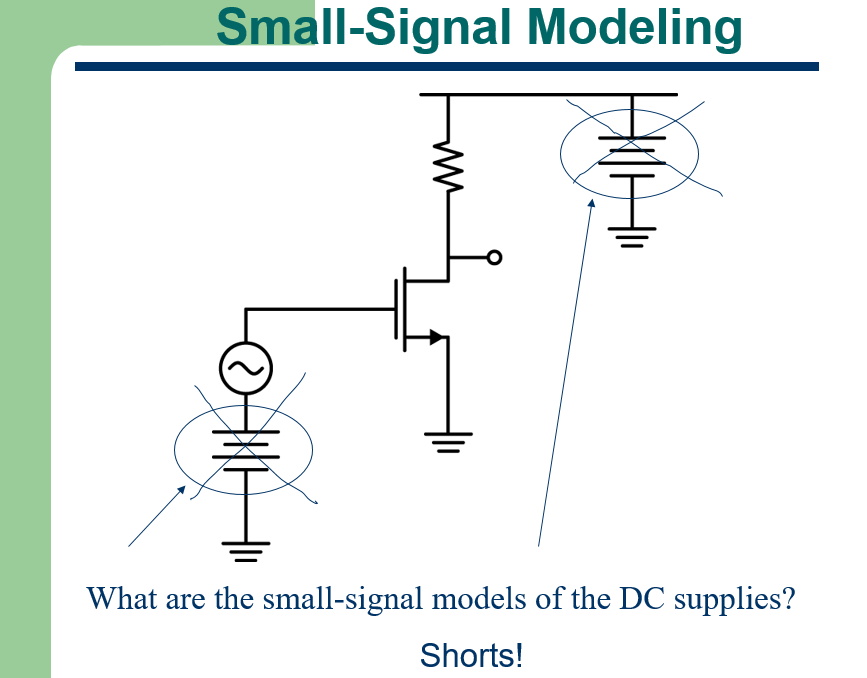 Small-Signal Modeling
What are the small-signal models of the DC supplies?
Shorts!